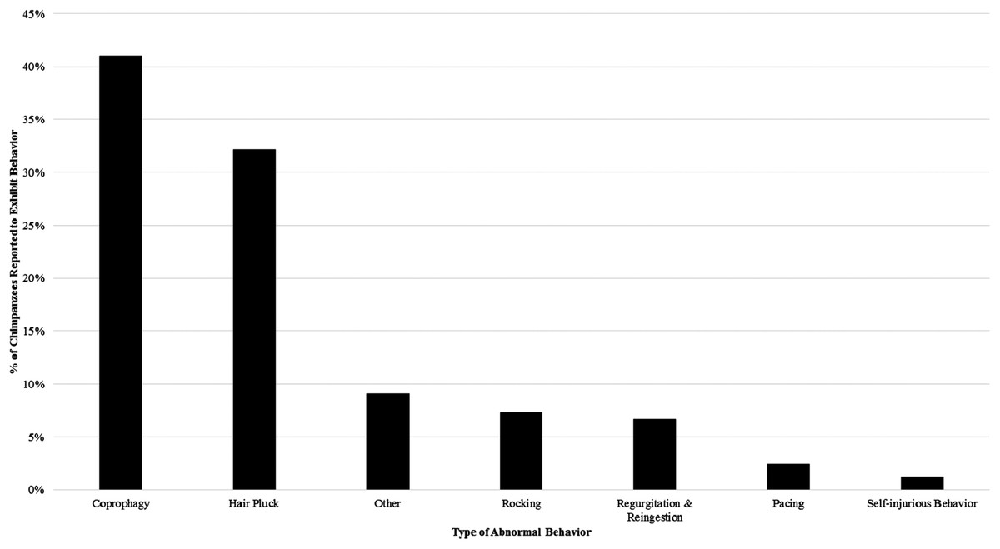 45%
40%
35%
30%
25%
20%
15%
10%
5%
0%
% of Chimpanzees Reported to Exhibit Behavior
Coprophagy
Hair Pluck
Other
Rocking
Regurgitation &
Reingestion
Pacing
Self-injurious Behavior
Type of Abnormal Behavior